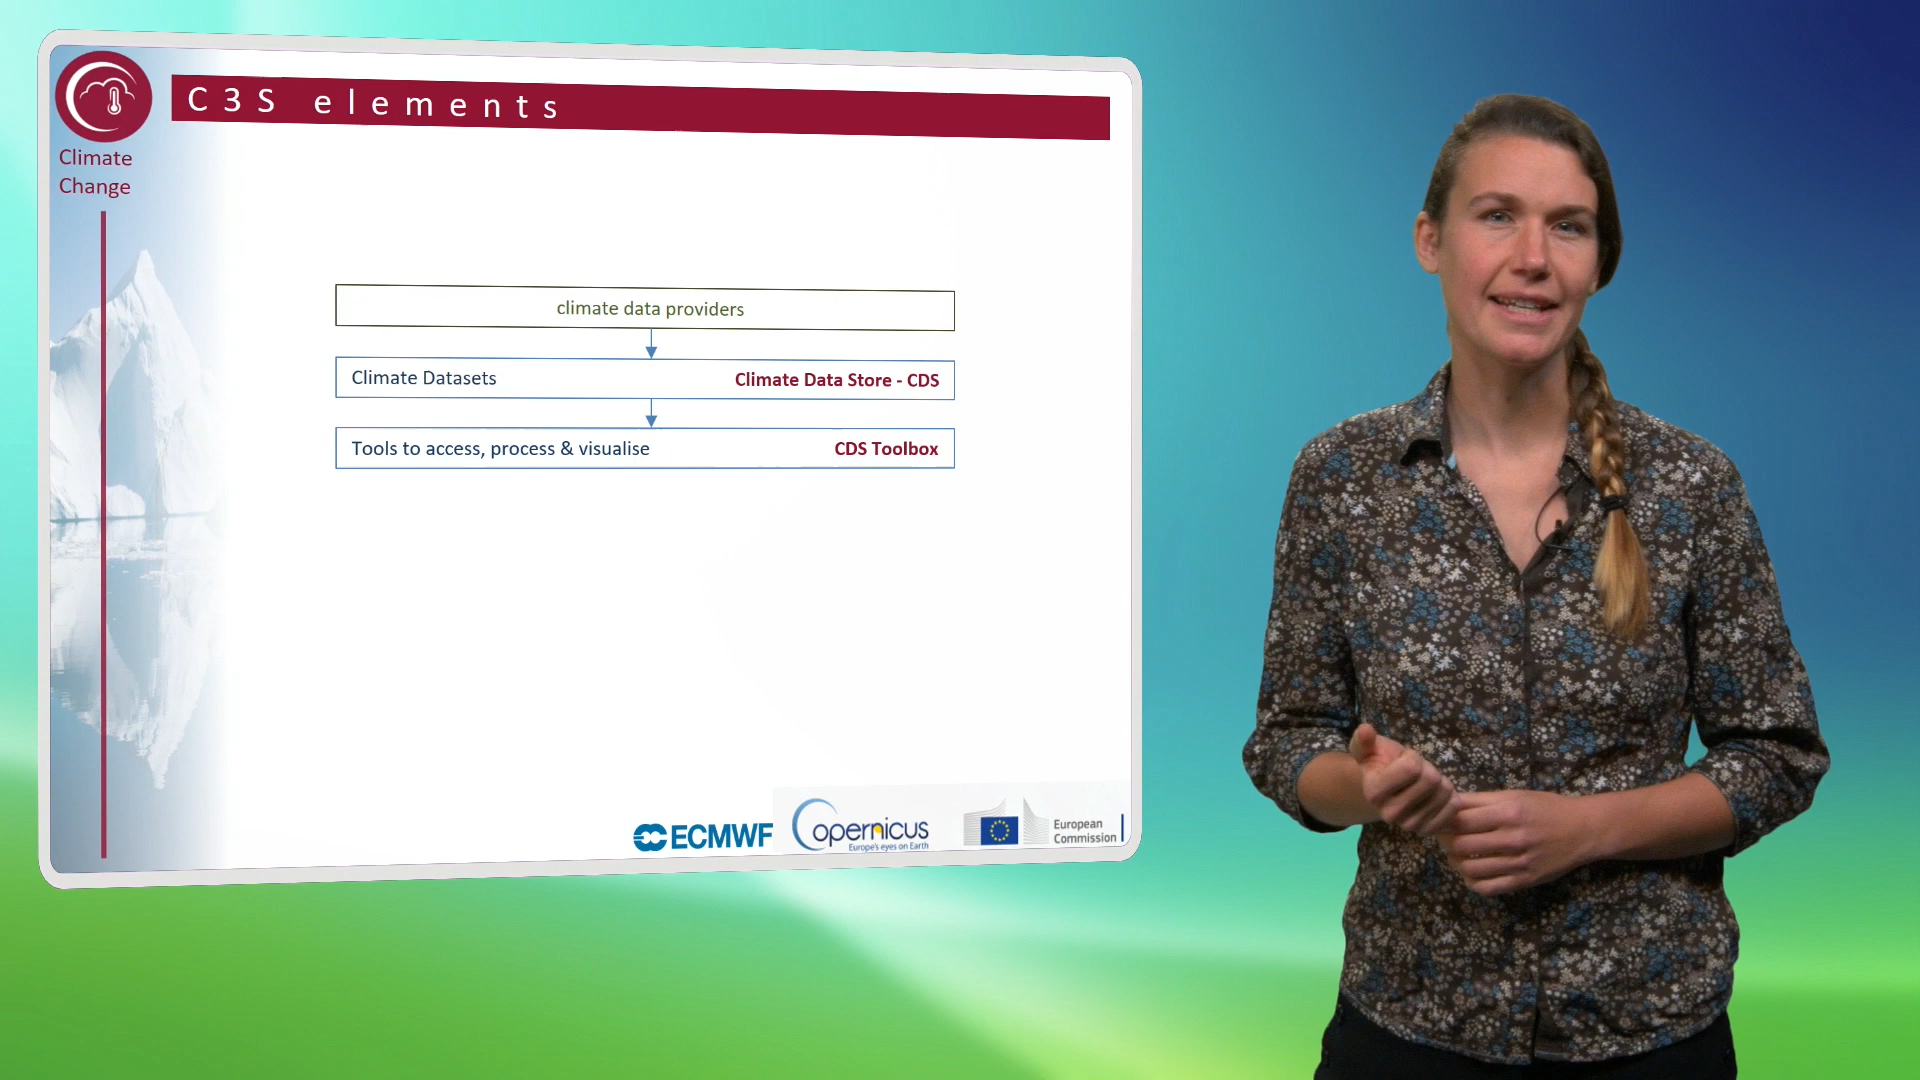 C3S elements
Climate
Change
climate data providers
Climate Datasets
Climate Data Store - CDS
Tools to access, process & visualise
CDS Toolbox
ECMWF
opernicus
Europe's eyes on Earth
European
Commission